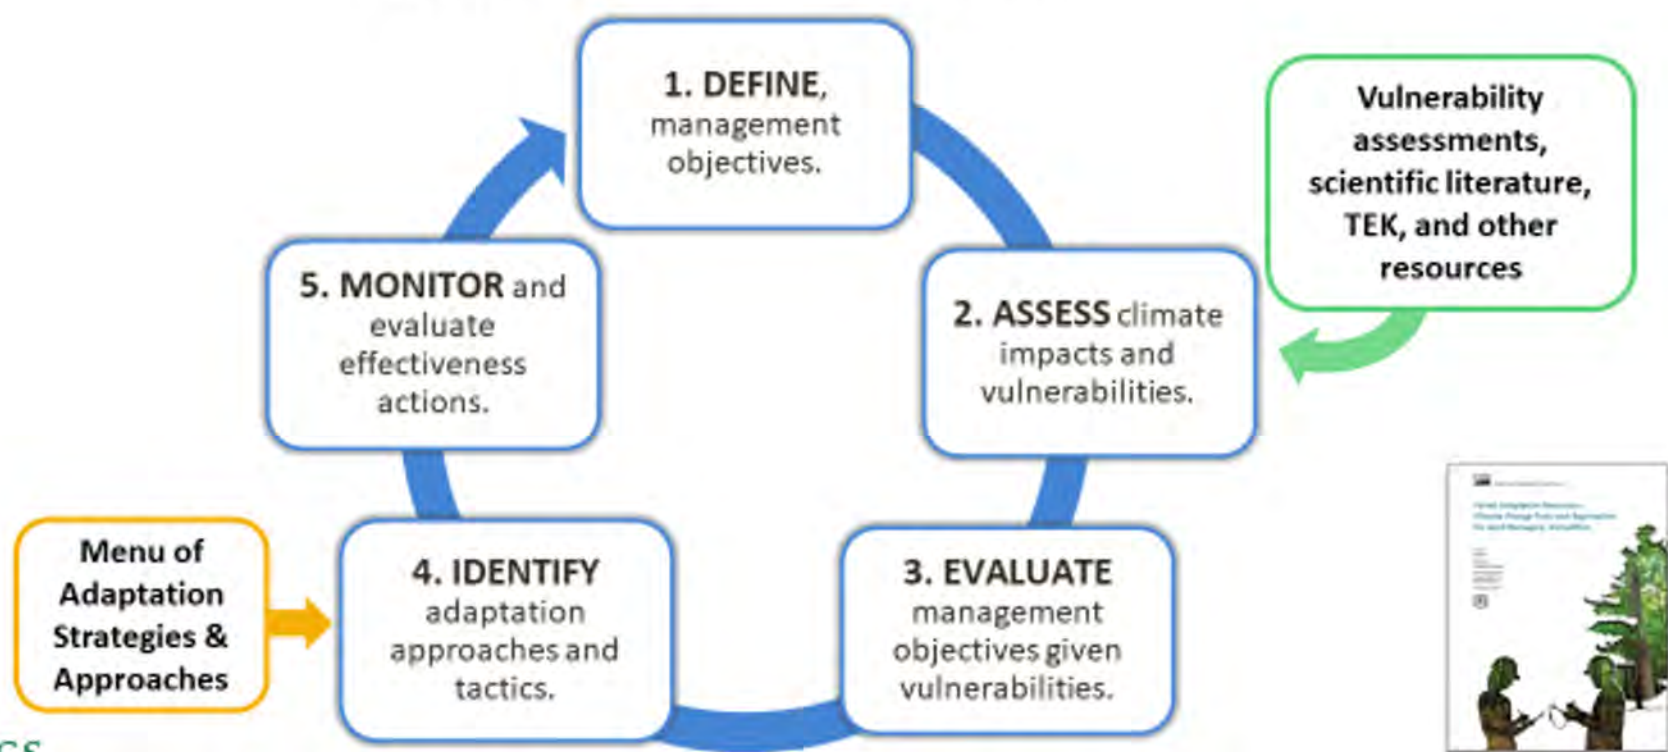 1. DEFINE,
management
objectives.
Vulnerability
assessments,
scientific literature,
TEK, and other
resources
2. ASSESS climate
impacts and
vulnerabilities.
3. EVALUATE
management
objectives given
vulnerabilities.
4. IDENTIFY
adaptation
approaches and
tactics.
Menu of
Adaptation
Strategies &
Approaches
5. MONITOR and
evaluate
effectiveness
actions.